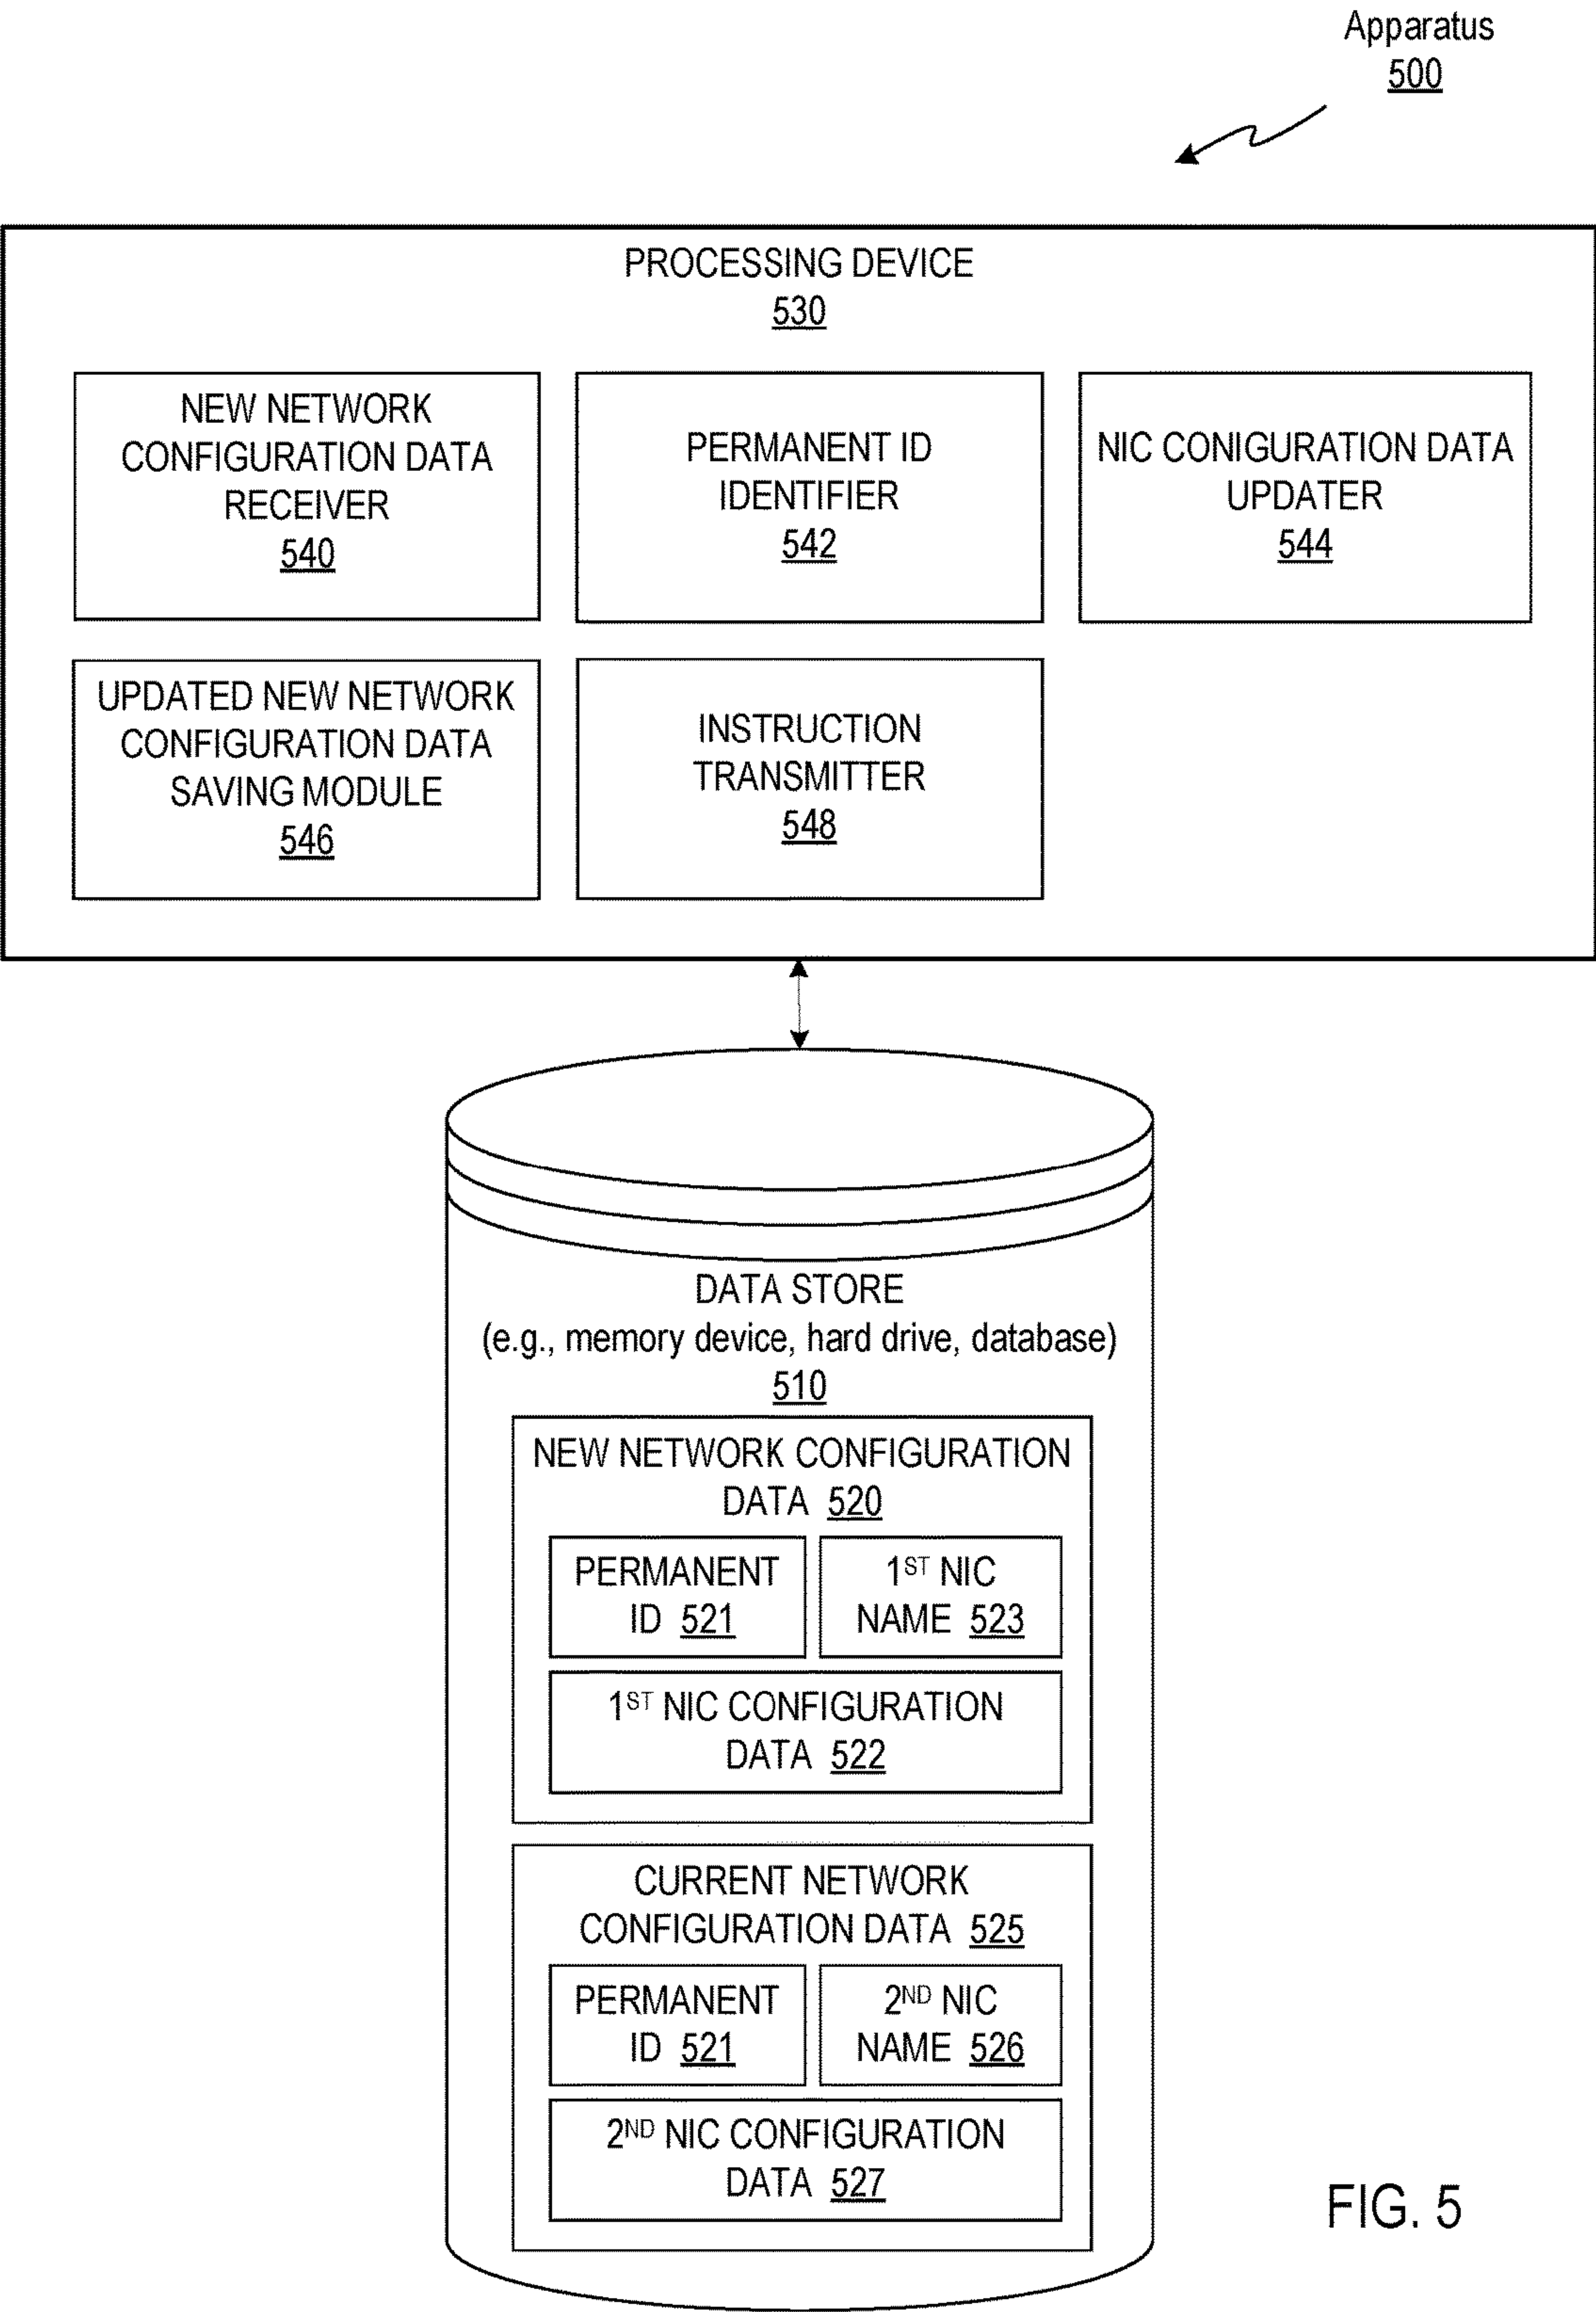 Apparatus
500
PROCESSING DEVICE
530
NEW NETWORK
CONFIGURATION DATA
RECEIVER
540
PERMANENT ID
IDENTIFIER
542
NIC CONIGURATION DATA
UPDATER
544
UPDATED NEW NETWORK
CONFIGURATION DATA
SAVING MODULE
546
INSTRUCTION
TRANSMITTER
548
DATA STORE
(e.g., memory device, hard drive, database)
510
NEW NETWORK CONFIGURATION
DATA 520
PERMANENT
ID 521
1ST NIC
NAME 523
1ST NIC CONFIGURATION
DATA 522
CURRENT NETWORK
CONFIGURATION DATA 525
PERMANENT
ID 521
2ND NIC
NAME 526
2ND NIC CONFIGURATION
DATA 527
FIG. 5